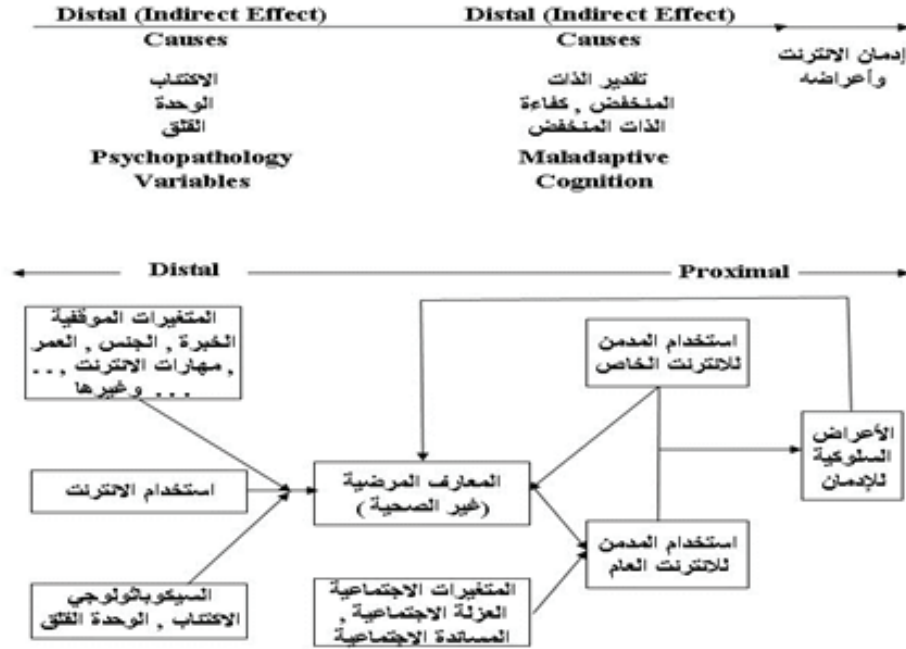 Distal (Indirect Effect)
Causes
الاكتئاب
الوحدة
القلق
Psychopathology
Variables
Distal (Indirect Effect)
Causes
تقدير الذات
المنخفض , كفاءة
الذات المنخفض
Maladaptive
Cognition
إدمان الانترنت
وأعراضه
Distal
Proximal
المتغيرات الموقفية
الخبرة , الجنس , العمر
, مهارات الانترنت , ..
... وغيرها
استخدام الانترنت
السيكوباثولوجي
الاكتئاب , الوحدة القلق
المعارف المرضية
(غير الصحية )
المتغيرات الاجتماعية
العزلة الاجتماعية ,
المساندة الاجتماعية
استخدام المدمن
للانترنت الخاص
استخدام المدمن
للانترنت العام
الأعراض
السلوكية
للإدمان